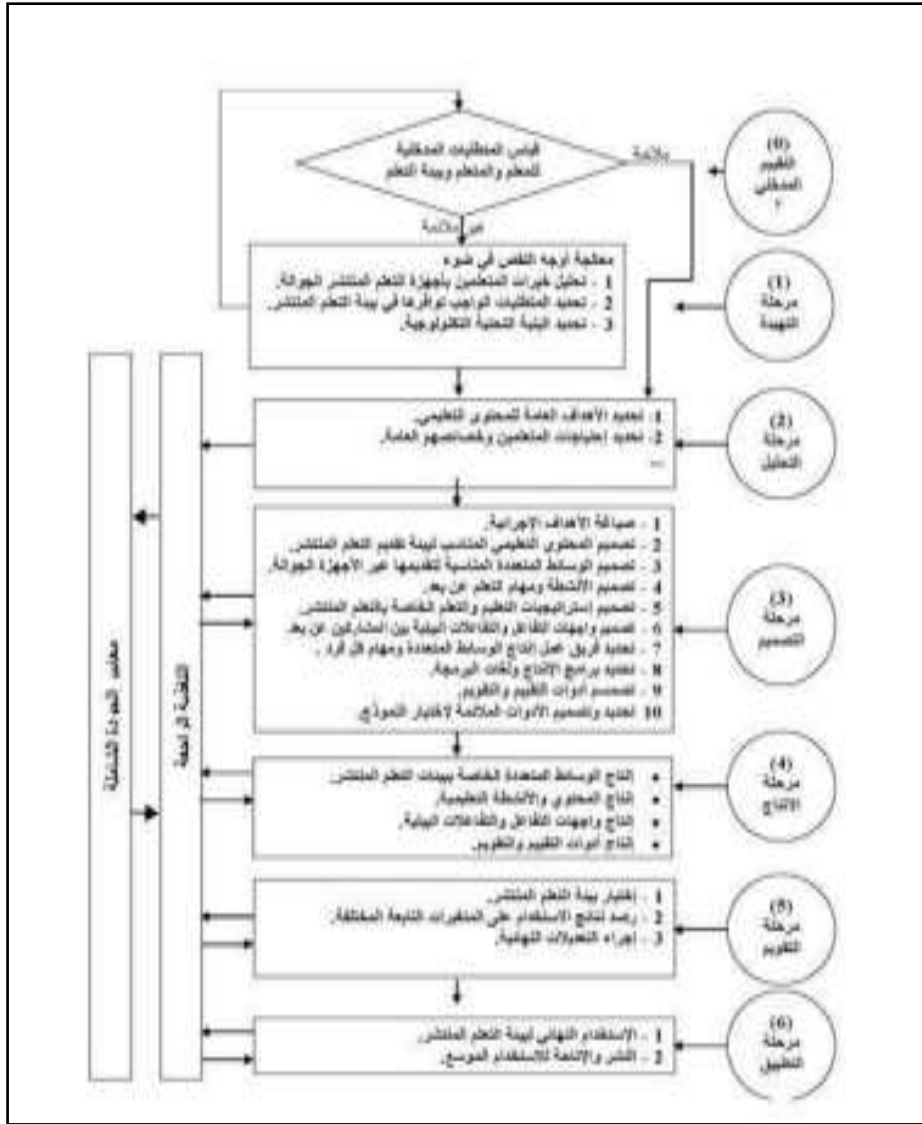 (0)
التقييم
المدخلي
؟
قياس المتطلبات المدخلية
للمعلم والمتعلم وبيئة التعلم
ملائمة
غير ملائمة
(1)
مرحلة
التهيئة
معالجة أوجه النقص في ضوء
1 - تحليل خبرات المتعلمين بأجهزة التعلم المنتشر الجوالة.
2 - تحديد المتطلبات الواجب توافرها في بيئة التعلم المنتشر.
3 - تحديد البنية التحتية التكنولوجية.
(2)
مرحلة
التحليل
1- تحديد الأهداف العامة للمحتوى التعليمي.
2- تحديد إحتياجات المتعلمين وخصائصهم العامة.
...
(3)
مرحلة
التصميم
1 - صياغة الأهداف الإجرائية.
2 - تصميم المحتوى التعليمي المناسب لبيئة تقديم التعلم المنتشر.
3 - تصميم الوسائط المتعددة المناسبة لتقديمها عبر الأجهزة الجوالة.
4 - تصميم الأنشطة ومهام التعلم عن بعد.
5 - تصميم إستراتيجيات التعليم والتعلم الخاصة بالتعلم المنتشر.
6 - تصميم واجهات التفاعل والتفاعلات البينية بين المشاركين عن بعد.
7 - تحديد فريق عمل إنتاج الوسائط المتعددة ومهام كل فرد .
8 - تحديد برامج الإنتاج ولغات البرمجة.
9 - تصميم أدوات التقييم والتقويم.
10 تحديد وتصميم الأدوات الملائمة لإختبار النموذج.
(4)
مرحلة
الانتاج
• إنتاج الوسائط المتعددة الخاصة ببيئات التعلم المنتشر.
• إنتاج المحتوي والأنشطة التعليمية.
• إنتاج واجهات التفاعل والتفاعلات البينية.
• إنتاج أدوات التقييم والتقويم.
(5)
مرحلة
التقويم
1 - إختبار بيئة التعلم المنتشر.
2 - رصد نتائج الاستخدام على المتغيرات التابعة المختلفة.
3 - إجراء التعديلات النهائية.
(6)
مرحلة
التطبيق
1 - الإستخدام النهائي لبيئة التعلم المنتشر.
2 - النشر والإتاحة للاستخدام الموسع.
التغذية الراجعة
معايير الجودة الشاملة